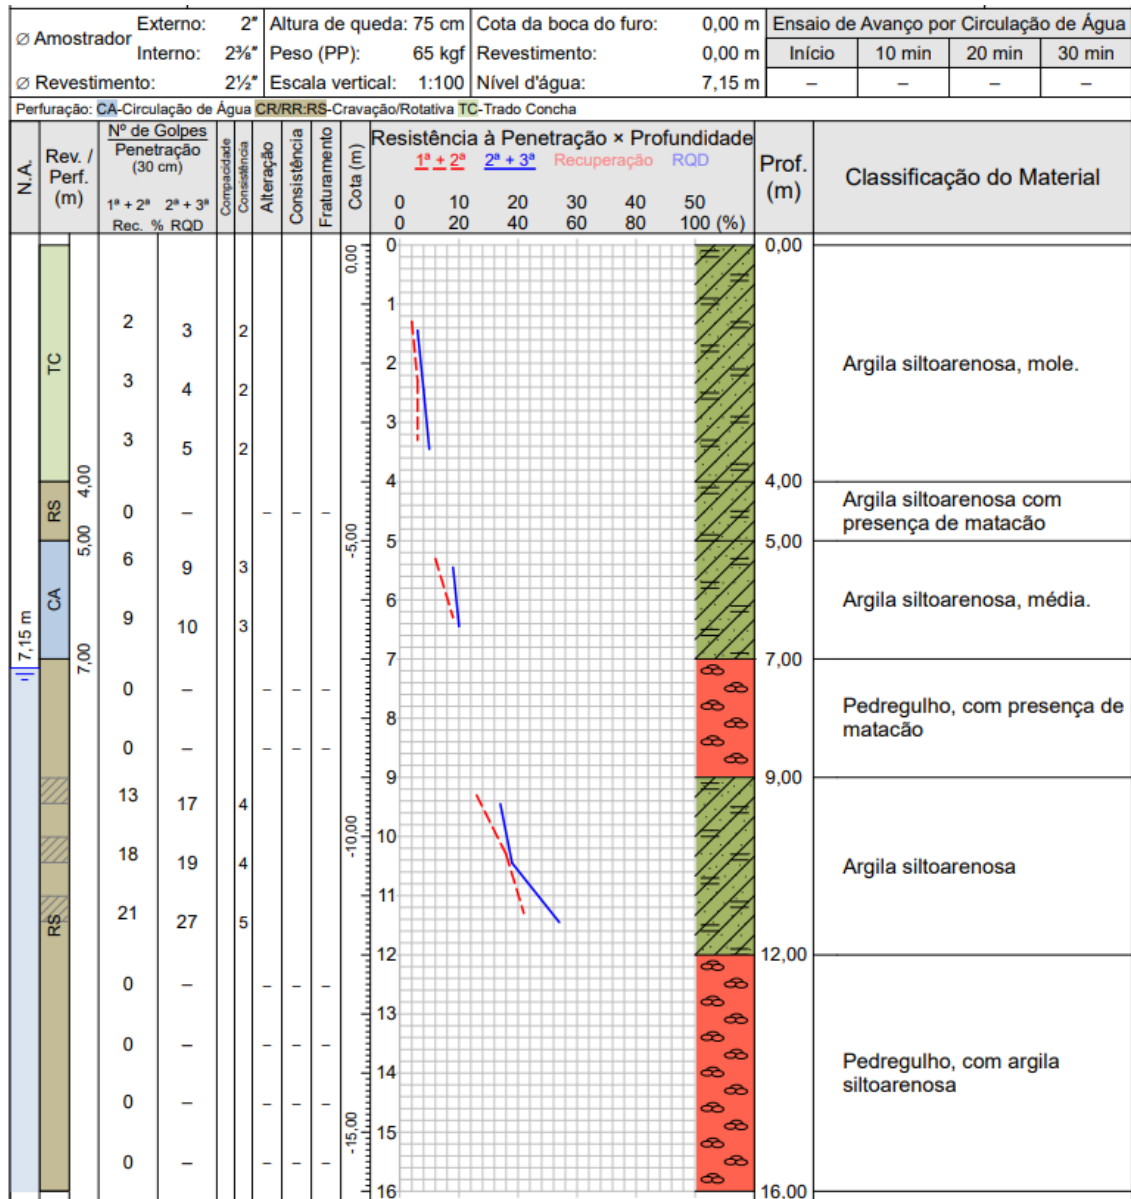 Ø Amostrador Externo: 2" Altura de queda: 75 cm Cota da boca do furo: 0,00 m Ensaio de Avanço por Circulação de Água
Interno: 2⅜" Peso (PP): 65 kgf Revestimento: 0,00 m Início 10 min 20 min 30 min
Ø Revestimento: 2½" Escala vertical: 1:100 Nível d'água: 7,15 m – – – –
Perfuração: CA-Circulação de Água CR/RR:RS-Cravação/Rotativa TC-Trado Concha
N.A.
Rev. /
Perf.
(m)
Nº de Golpes
Penetração
(30 cm)
1ª + 2ª 2ª + 3ª
Rec. % RQD
Compacidade
Consistência
Alteração
Consistência
Fraturamento
Cota (m)
Resistência à Penetração × Profundidade
1ª + 2ª 2ª + 3ª Recuperação RQD
0 10 20 30 40 50
0 20 40 60 80 100 (%)
Prof.
(m)
Classificação do Material
0,00 0 0,00
1
2 3 2
TC 2 Argila siltoarenosa, mole.
3 4 2
3
3 5 2
4,00 4 4,00
RS 0 – – – – Argila siltoarenosa com
presença de matacão
5,00 -5,00 5 5,00
6 9 3
CA 6 Argila siltoarenosa, média.
9 10 3
7,15 m 7,00 7 7,00
0 – – – –
8 Pedregulho, com presença de
matacão
0 – – – –
9 9,00
13 17 4
-10,00 10
18 19 4 Argila siltoarenosa
11
RS 21 27 5
12 12,00
0 – – – –
13
0 – – – –
14 Pedregulho, com argila
siltoarenosa
0 – – – –
-15,00 15
0 – – – –
16 16,00